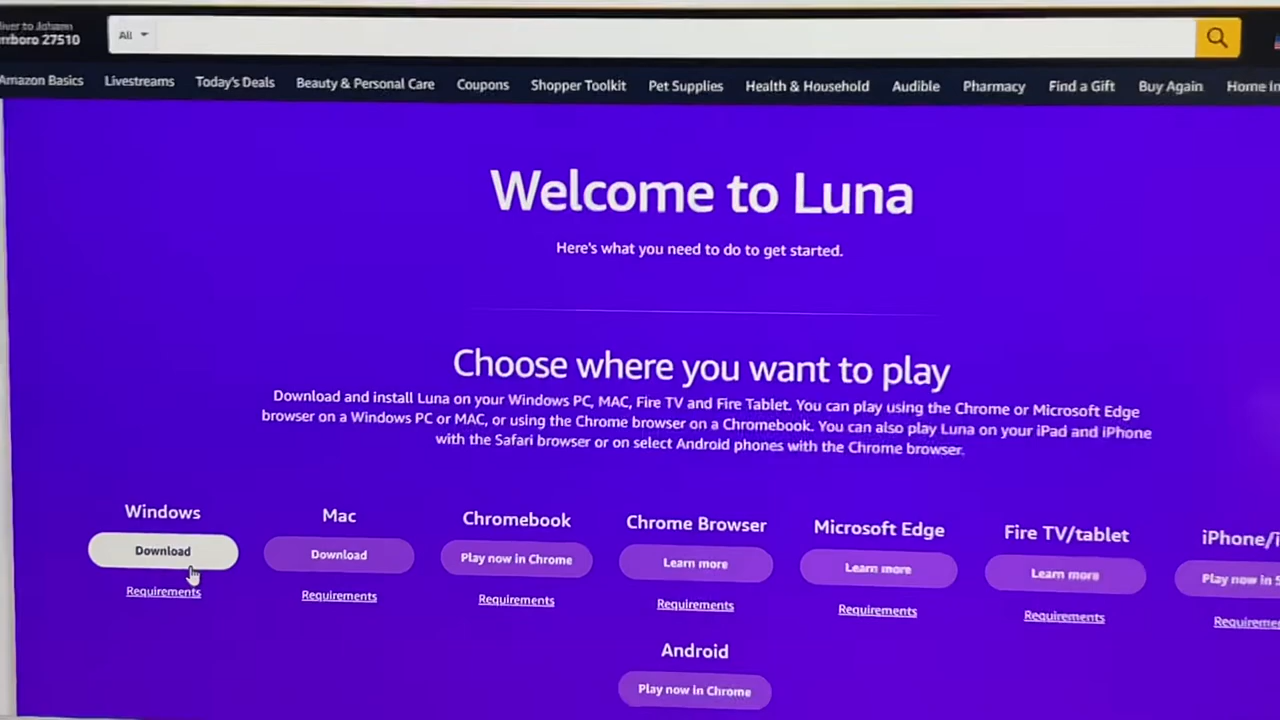 27510
All
Amazon Basics
Livestreams
Today's Deals
Beauty & Personal Care
Coupons
Shopper Toolkit
Pet Supplies
Health & Household
Audible
Pharmacy
Find a Gift
Buy Again
Home
Welcome to Luna
Here's what you need to do to get started.
Choose where you want to play
Download and install Luna on your Windows PC, MAC, Fire TV and Fire Tablet. You can play using the Chrome or Microsoft Edge
browser on a Windows PC or MAC, or using the Chrome browser on a Chromebook. You can also play Luna on your iPad and iPhone
with the Safari browser or on select Android phones with the Chrome browser.
Windows
Download
Requirements
Mac
Download
Requirements
Chromebook
Play now in Chrome
Requirements
Chrome Browser
Learn more
Requirements
Microsoft Edge
Learn more
Requirements
Fire TV/tablet
Learn more
Requirements
iPhone/
Play now in
Android
Play now in Chrome